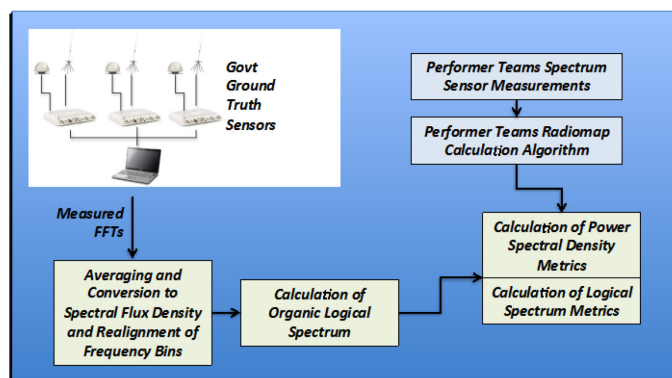 Govt
Ground
Truth
Sensors
Performer Teams Spectrum
Sensor Measurements
Performer Teams Radiomap
Calculation Algorithm
Measured
FFTs
Averaging and
Conversion to
Spectral Flux Density
and Realignment of
Frequency Bins
Calculation of
Organic Logical
Spectrum
Calculation of Power
Spectral Density
Metrics
Calculation of Logical
Spectrum Metrics